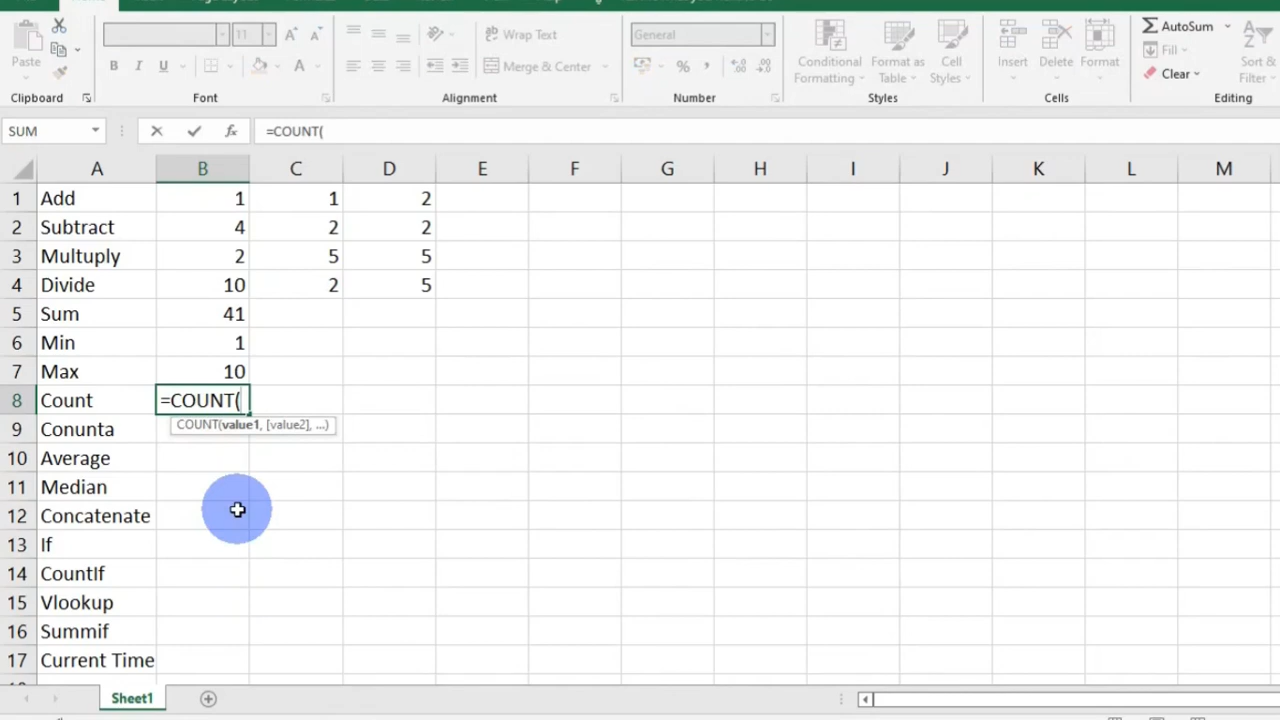 11
Wrap Text
General
AutoSum
Paste
B I U
A
Merge & Center
% ,
Conditional
Formatting
Format as
Table
Cell
Styles
Insert
Delete
Format
Fill
Clear
Sort &
Filter
Clipboard
Font
Alignment
Number
Styles
Cells
Editing
SUM
fx
=COUNT(
A B C D E F G H I J K L M
1 Add 1 1 2
2 Subtract 4 2 2
3 Multuply 2 5 5
4 Divide 10 2 5
5 Sum 41
6 Min 1
7 Max 10
8 Count =COUNT(
COUNT(value1, [value2], ...)
9 Conunta
10 Average
11 Median
12 Concatenate
13 If
14 CountIf
15 Vlookup
16 Summif
17 Current Time
Sheet1